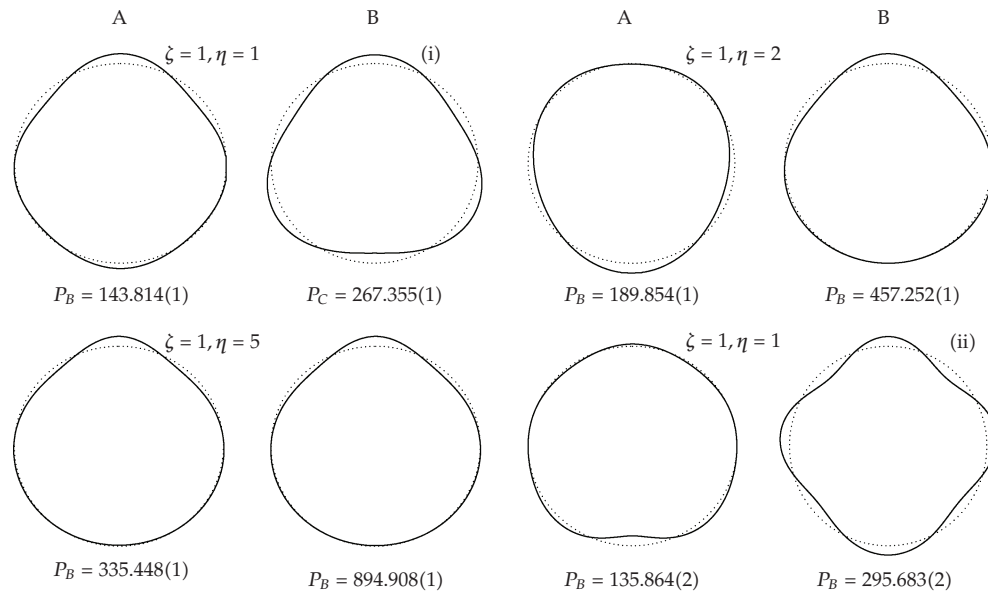 A B A B
ζ = 1, η = 1 (i) ζ = 1, η = 2
P_B = 143.814(1) P_C = 267.355(1) P_B = 189.854(1) P_B = 457.252(1)
ζ = 1, η = 5 ζ = 1, η = 1 (ii)
P_B = 335.448(1) P_B = 894.908(1) P_B = 135.864(2) P_B = 295.683(2)